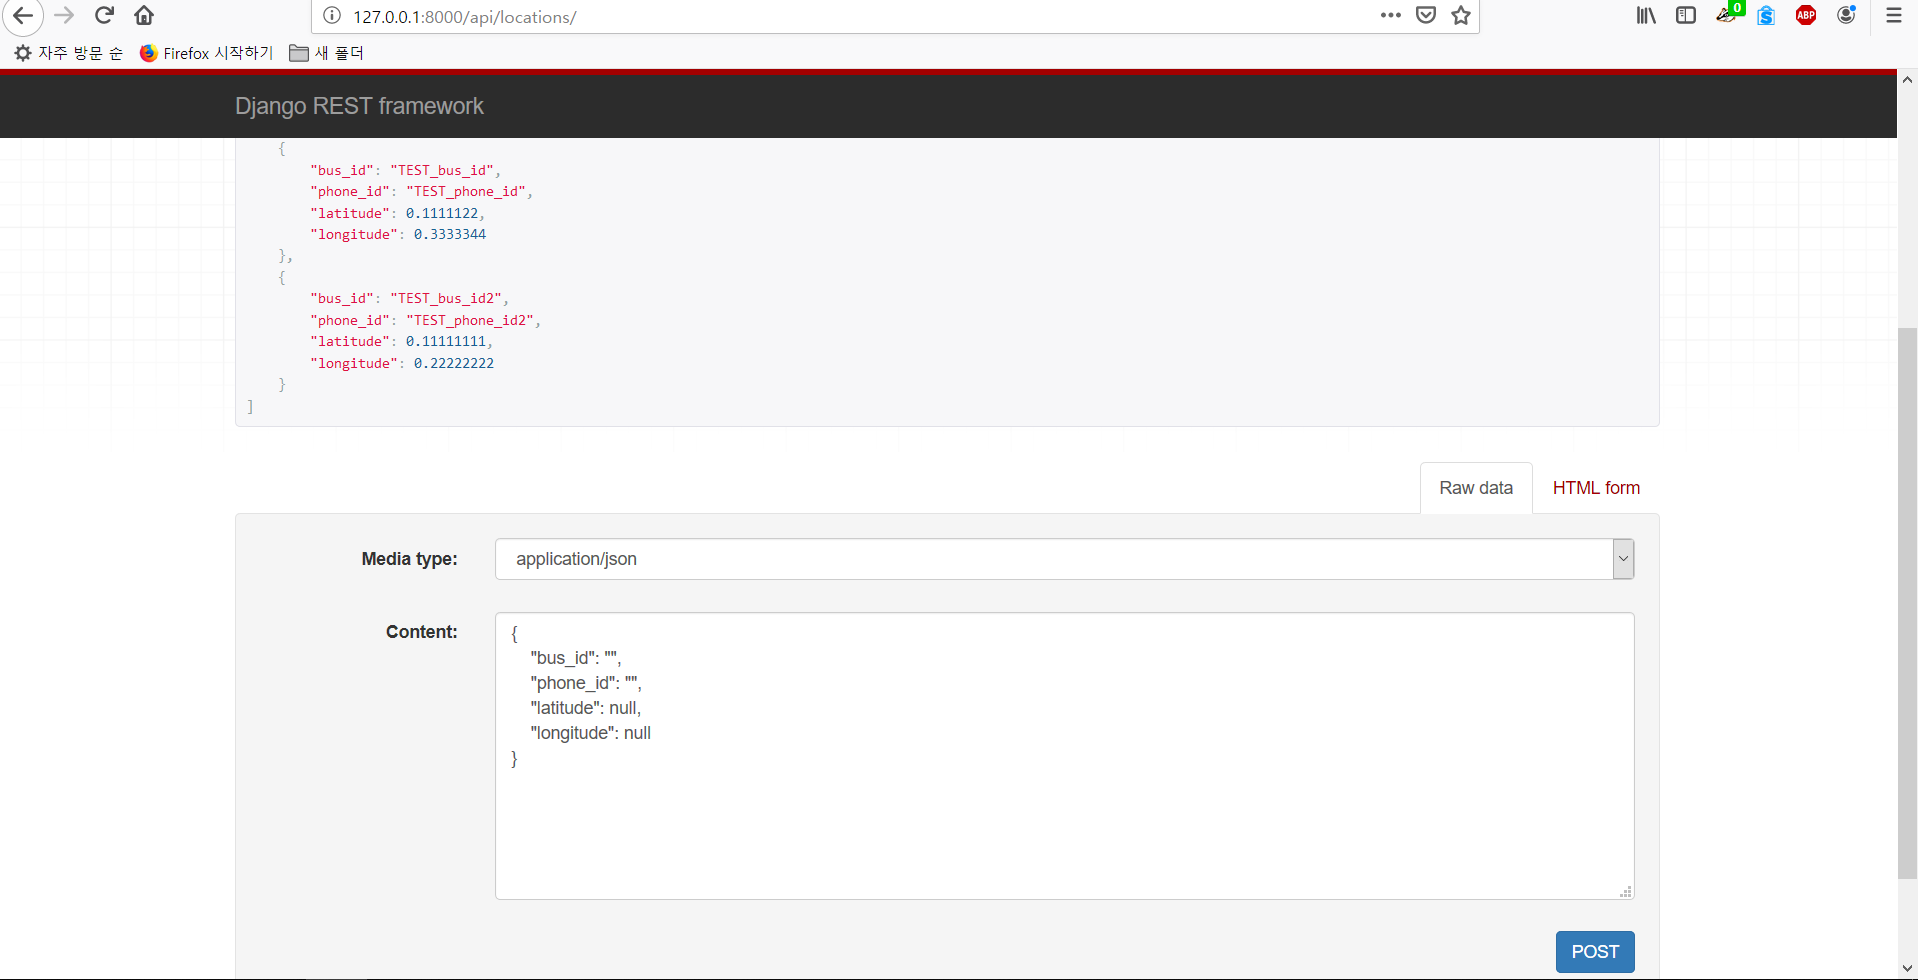 127.0.0.1:8000/api/locations/
0
S
ABP
자주 방문 순 Firefox 시작하기 새 폴더
Django REST framework
{
"bus_id": "TEST_bus_id",
"phone_id": "TEST_phone_id",
"latitude": 0.1111122,
"longitude": 0.3333344
},
{
"bus_id": "TEST_bus_id2",
"phone_id": "TEST_phone_id2",
"latitude": 0.11111111,
"longitude": 0.22222222
}
]
Raw data HTML form
Media type: application/json
Content:
{
"bus_id": "",
"phone_id": "",
"latitude": null,
"longitude": null
}
POST